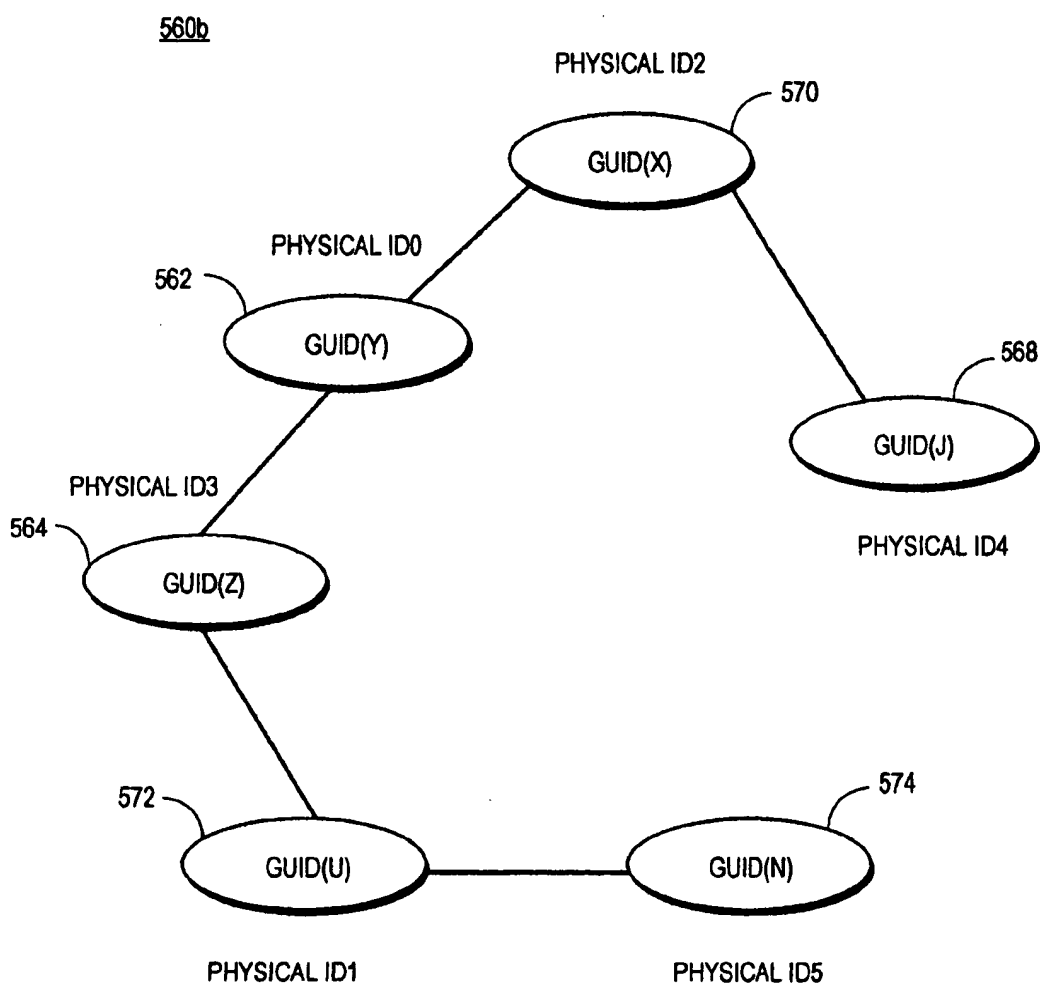 560b
PHYSICAL ID2
570
GUID(X)
PHYSICAL ID0
562
GUID(Y)
568
GUID(J)
PHYSICAL ID3
564
PHYSICAL ID4
GUID(Z)
572
574
GUID(U)
GUID(N)
PHYSICAL ID1
PHYSICAL ID5